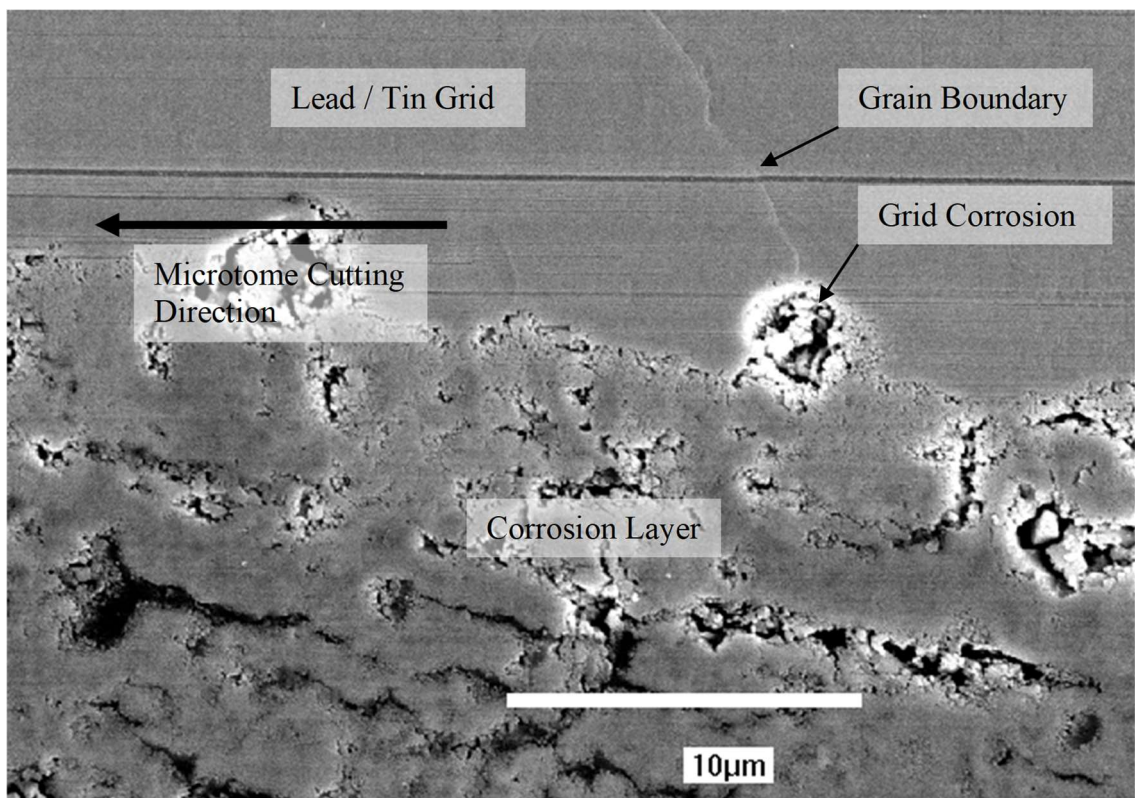 Lead / Tin Grid
Grain Boundary
Grid Corrosion
Microtome Cutting
Direction
Corrosion Layer
10µm